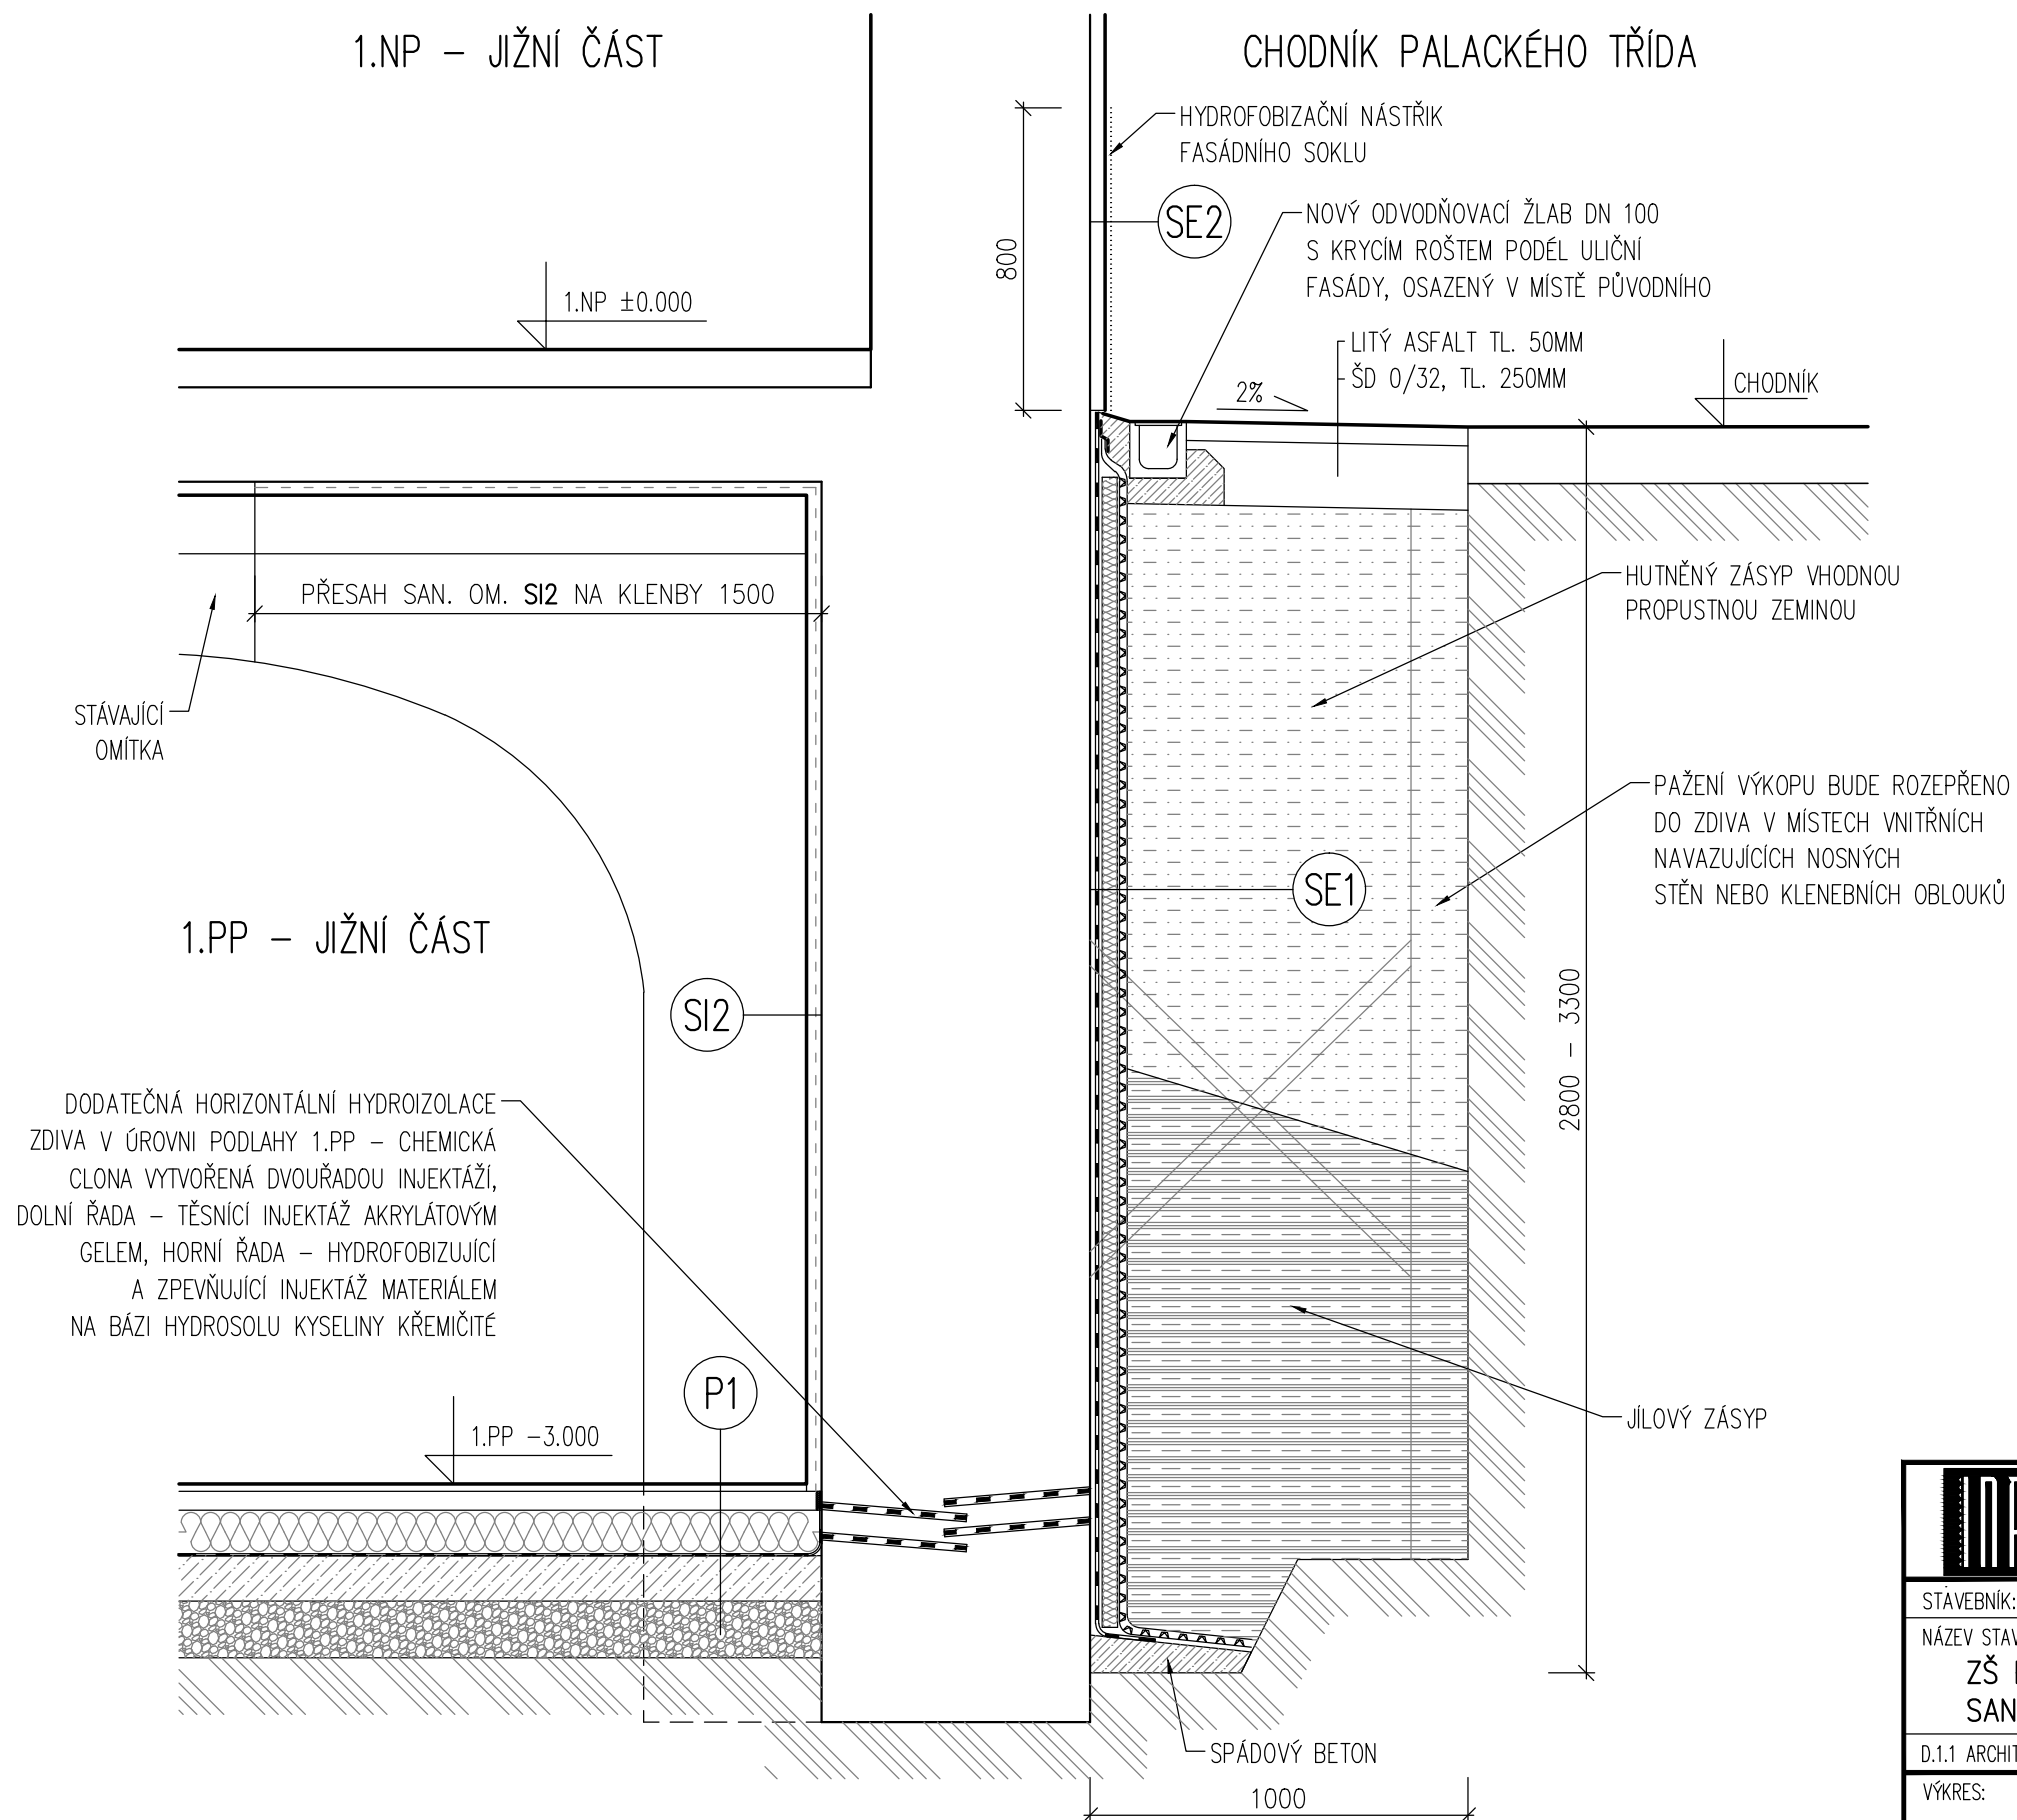 1.NP – JIŽNÍ ČÁST
CHODNÍK PALACKÉHO TŘÍDA
HYDROFOBIZAČNÍ NÁSTŘIK
FASÁDNÍHO SOKLU
SE2
800
NOVÝ ODVODŇOVACÍ ŽLAB DN 100
S KRYCÍM ROŠTEM PODÉL ULIČNÍ
FASÁDY, OSAZENÝ V MÍSTĚ PŮVODNÍHO
1.NP ±0.000
LITÝ ASFALT TL. 50MM
ŠD 0/32, TL. 250MM
2%
CHODNÍK
PŘESAH SAN. OM. SI2 NA KLENBY 1500
HUTNĚNÝ ZÁSYP VHODNOU
PROPUSTNOU ZEMINOU
STÁVAJÍCÍ
OMÍTKA
PAŽENÍ VÝKOPU BUDE ROZEPŘENO
DO ZDIVA V MÍSTECH VNITŘNÍCH
NAVAZUJÍCÍCH NOSNÝCH
STĚN NEBO KLENEBNÍCH OBLOUKŮ
SE1
1.PP – JIŽNÍ ČÁST
SI2
2800 – 3300
DODATEČNÁ HORIZONTÁLNÍ HYDROIZOLACE
ZDIVA V ÚROVNI PODLAHY 1.PP – CHEMICKÁ
CLONA VYTVOŘENÁ DVOUŘADOU INJEKTÁŽÍ,
DOLNÍ ŘADA – TĚSNÍCÍ INJEKTÁŽ AKRYLÁTOVÝM
GELEM, HORNÍ ŘADA – HYDROFOBIZUJÍCÍ
A ZPEVŇUJÍCÍ INJEKTÁŽ MATERIÁLEM
NA BÁZI HYDROSOLU KYSELINY KŘEMIČITÉ
P1
1.PP –3.000
JÍLOVÝ ZÁSYP
SPÁDOVÝ BETON
1000
STAVEBNÍK:
NÁZEV STAV
ZŠ
SAN
D.1.1 ARCHIT
VÝKRES: